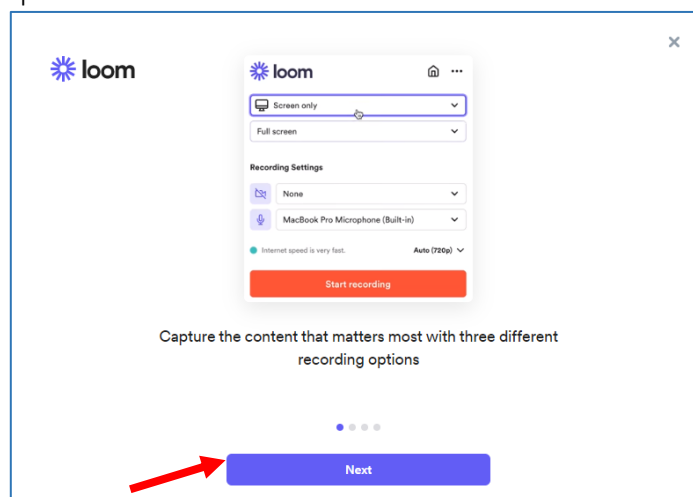 loom
loom
Screen only
Full screen
Recording Settings
None
MacBook Pro Microphone (Built-in)
Internet speed is very fast. Auto (720p)
Start recording
Capture the content that matters most with three different
recording options
Next